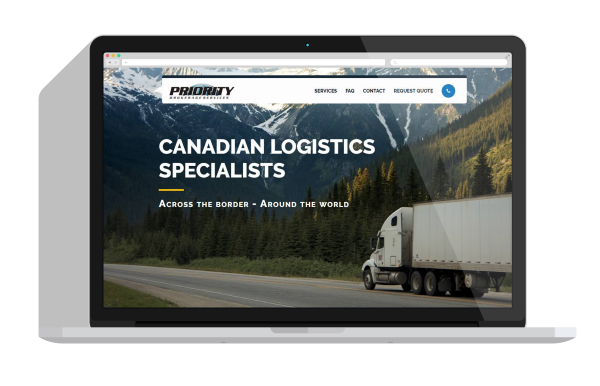 PRIORITY
BROKERAGE SERVICES
SERVICES FAQ CONTACT REQUEST QUOTE
CANADIAN LOGISTICS
SPECIALISTS
Across the border - Around the world